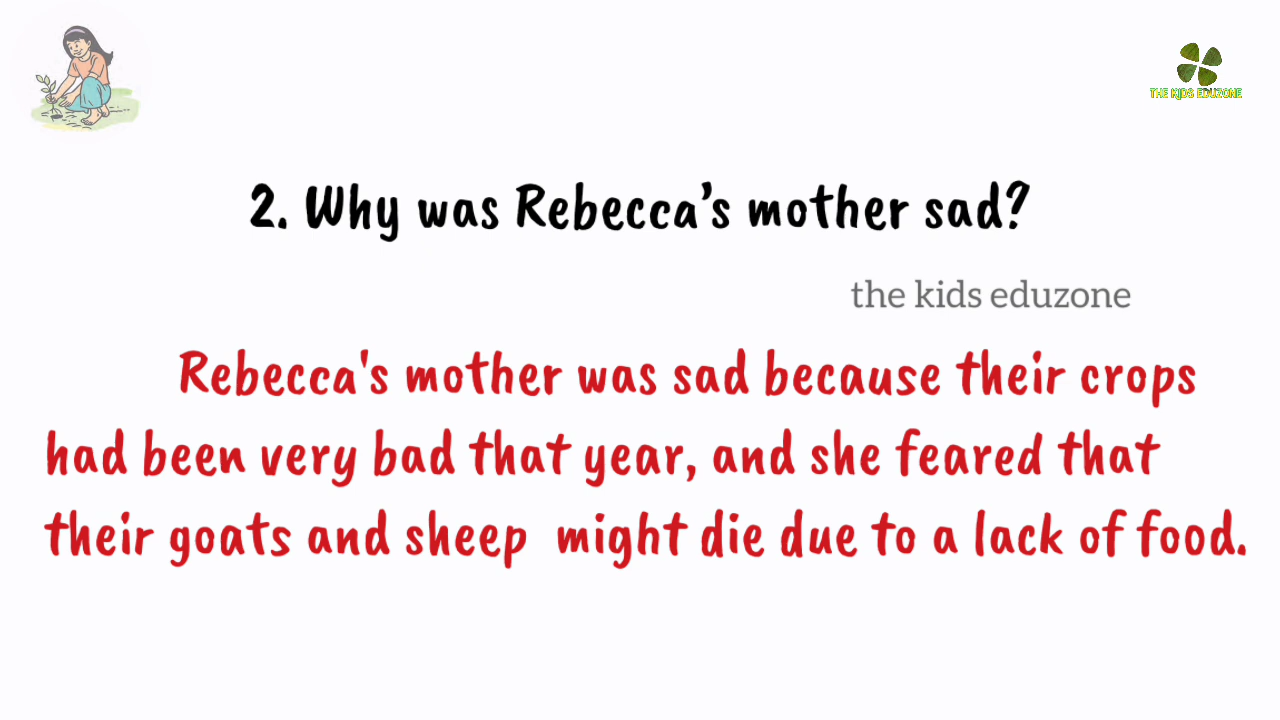 THE KIDS EDUZONE
2. Why was Rebecca’s mother sad?
the kids eduzone
Rebecca's mother was sad because their crops
had been very bad that year, and she feared that
their goats and sheep might die due to a lack of food.